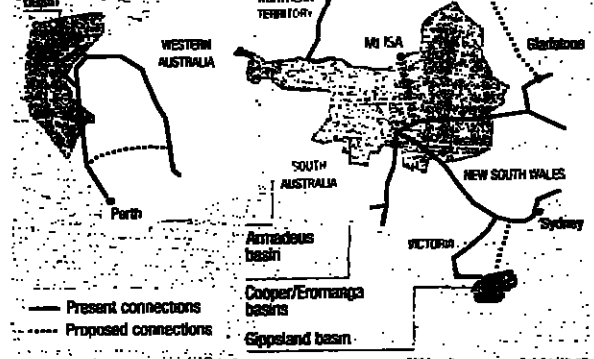 TERRITORY
WESTERN
AUSTRALIA
Mt ISA
Gladstone
SOUTH
AUSTRALIA
NEW SOUTH WALES
Perth
Sydney
VICTORIA
Amadeus
basin
Cooper/Eromanga
basins
Gippsland basin
Present connections
Proposed connections